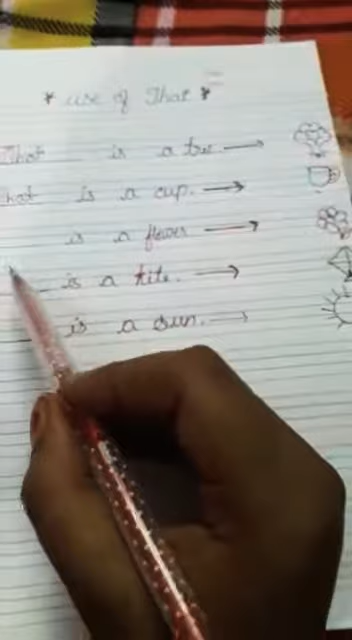 * use of That *
That is a tree.
That is a cup.
is a flower
is a kite.
is a sun.